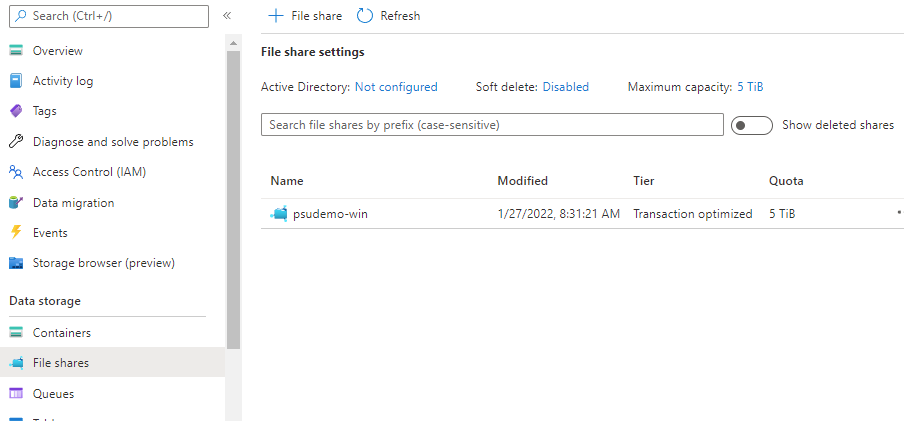 Search (Ctrl+/)
«
Overview
Activity log
Tags
Diagnose and solve problems
Access Control (IAM)
Data migration
Events
Storage browser (preview)
Data storage
Containers
File shares
Queues
+ File share Refresh
File share settings
Active Directory: Not configured Soft delete: Disabled Maximum capacity: 5 TiB
Search file shares by prefix (case-sensitive) Show deleted shares
Name Modified Tier Quota
psudemo-win 1/27/2022, 8:31:21 AM Transaction optimized 5 TiB